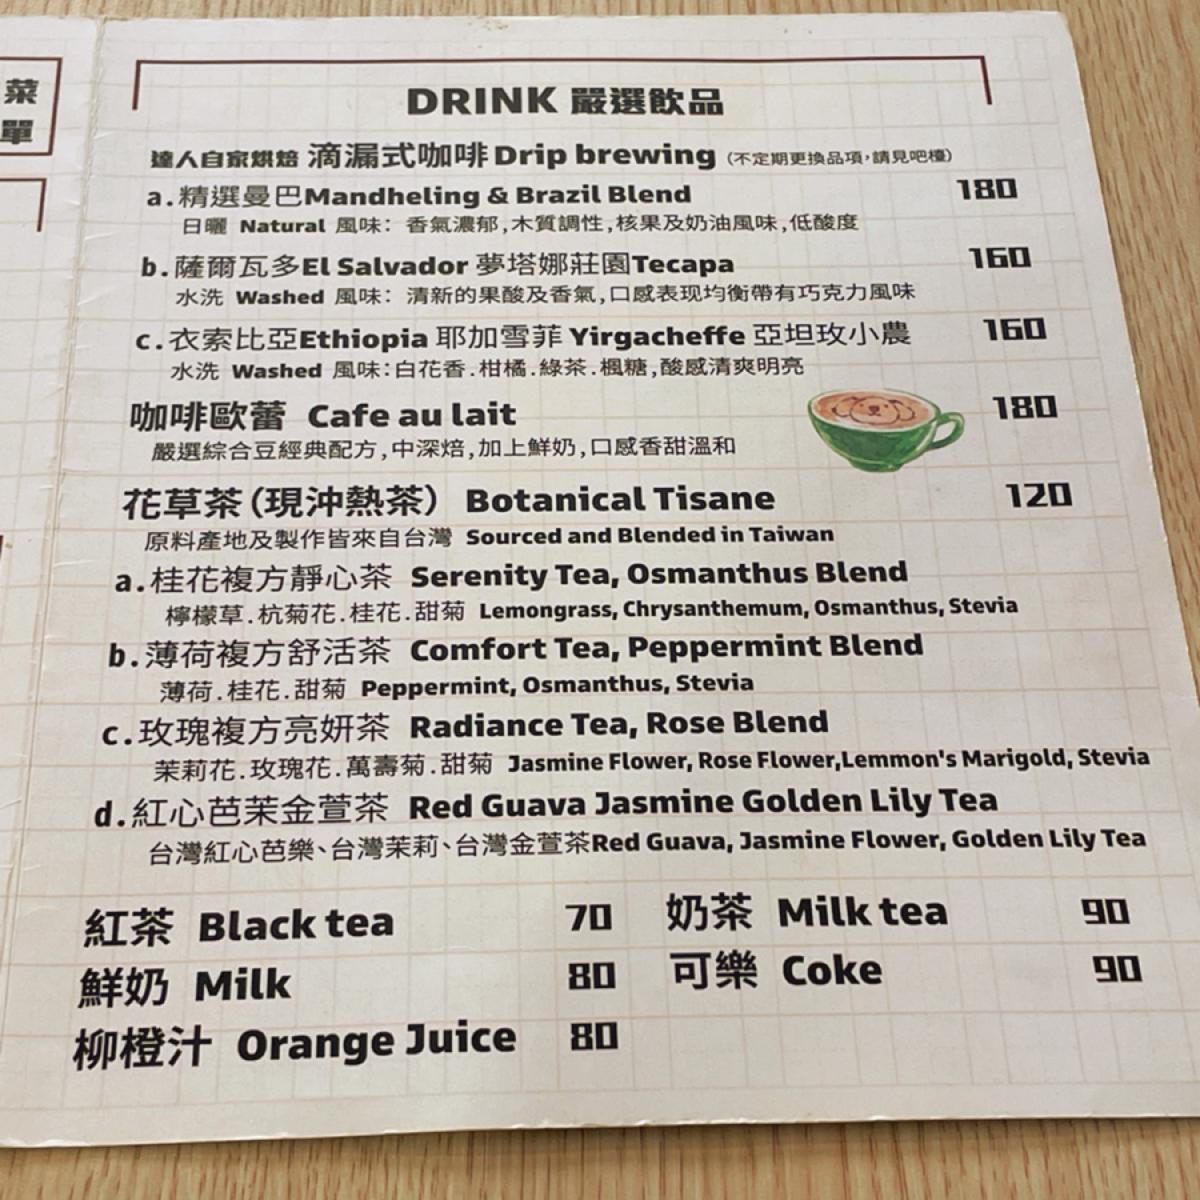 菜
單
DRINK 嚴選飲品
達人自家烘焙 滴漏式咖啡 Drip brewing (不定期更換品項,請見吧檯)
a.精選曼巴Mandheling & Brazil Blend 180
日曬 Natural 風味: 香氣濃郁,木質調性,核果及奶油風味,低酸度
b.薩爾瓦多El Salvador 夢塔娜莊園Tecapa 160
水洗 Washed 風味: 清新的果酸及香氣,口感表现均衡帶有巧克力風味
c.衣索比亞Ethiopia 耶加雪菲 Yirgacheffe 亞坦玫小農 160
水洗 Washed 風味:白花香.柑橘.綠茶.楓糖,酸感清爽明亮
咖啡歐蕾 Cafe au lait 180
嚴選綜合豆經典配方,中深焙,加上鮮奶,口感香甜溫和
花草茶(現沖熱茶) Botanical Tisane 120
原料產地及製作皆來自台灣 Sourced and Blended in Taiwan
a.桂花複方靜心茶 Serenity Tea, Osmanthus Blend
檸檬草.杭菊花.桂花.甜菊 Lemongrass, Chrysanthemum, Osmanthus, Stevia
b.薄荷複方舒活茶 Comfort Tea, Peppermint Blend
薄荷.桂花.甜菊 Peppermint, Osmanthus, Stevia
c.玫瑰複方亮妍茶 Radiance Tea, Rose Blend
茉莉花.玫瑰花.萬壽菊.甜菊 Jasmine Flower, Rose Flower,Lemmon's Marigold, Stevia
d.紅心芭茉金萱茶 Red Guava Jasmine Golden Lily Tea
台灣紅心芭樂、台灣茉莉、台灣金萱茶Red Guava, Jasmine Flower, Golden Lily Tea
紅茶 Black tea 70 奶茶 Milk tea 90
鮮奶 Milk 80 可樂 Coke 90
柳橙汁 Orange Juice 80